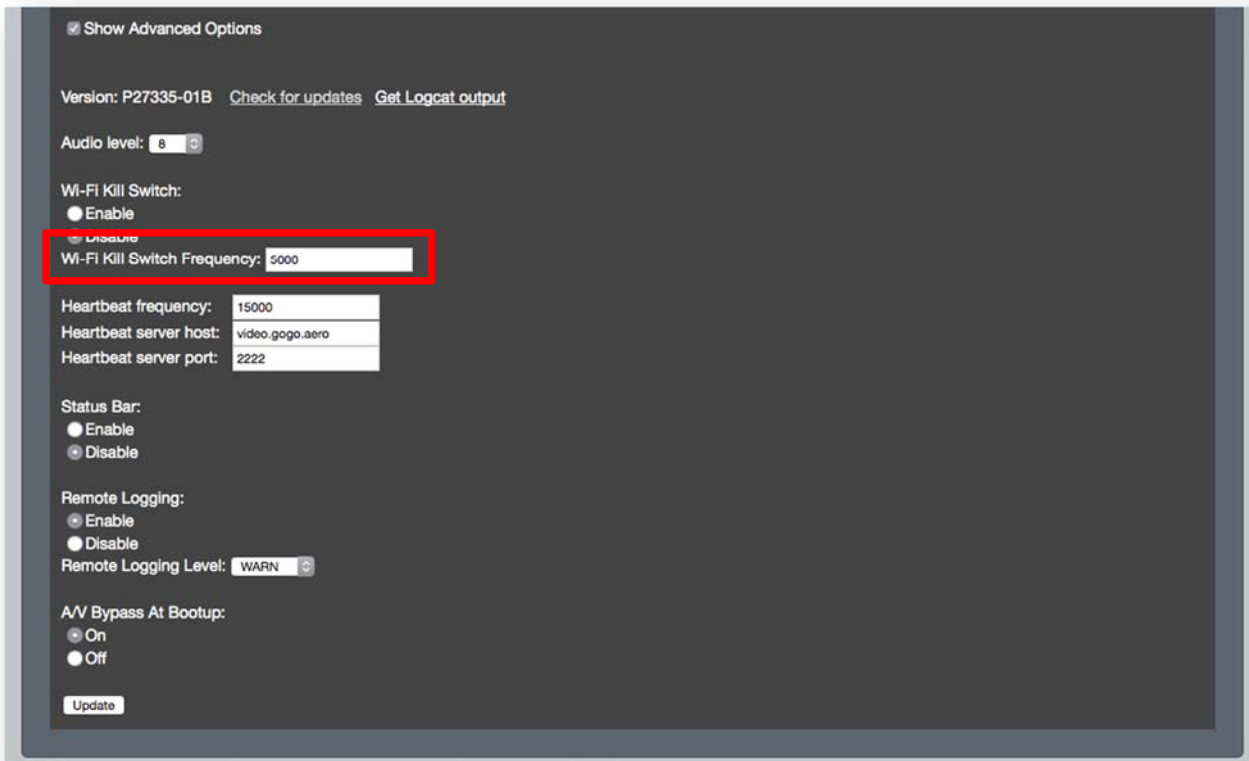 Show Advanced Options
Version: P27335-01B Check for updates Get Logcat output
Audio level: 8
Wi-Fi Kill Switch:
Enable
Disable
Wi-Fi Kill Switch Frequency: 5000
Heartbeat frequency: 15000
Heartbeat server host: video.gogo.aero
Heartbeat server port: 2222
Status Bar:
Enable
Disable
Remote Logging:
Enable
Disable
Remote Logging Level: WARN
A/V Bypass At Bootup:
On
Off
Update